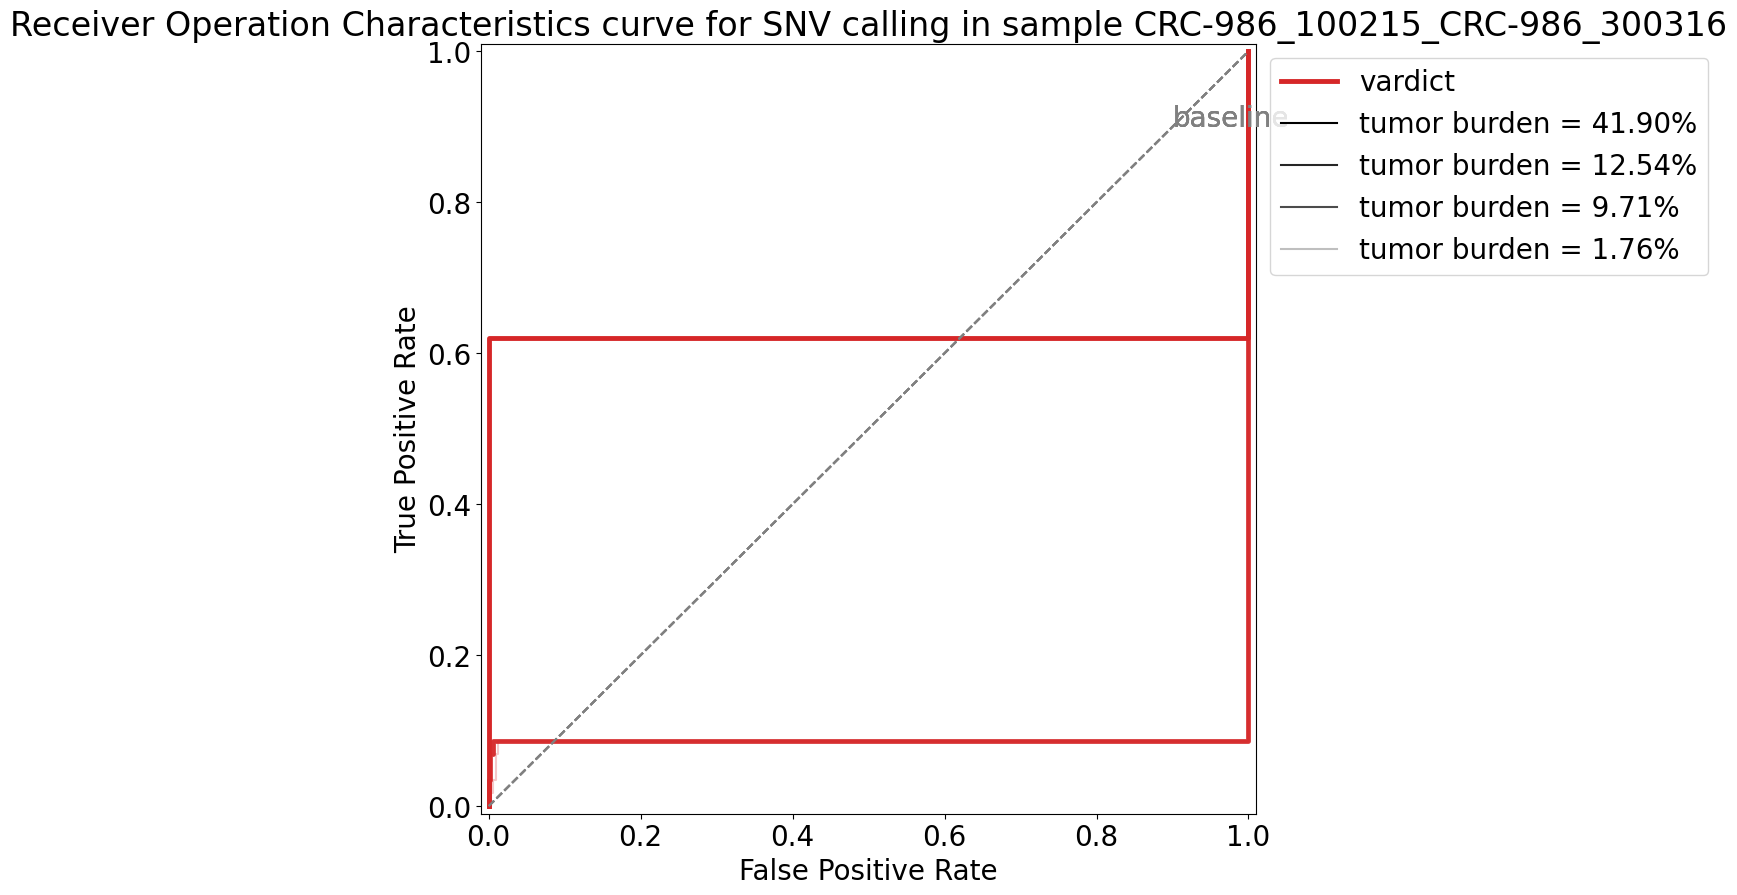 Receiver Operation Characteristics curve for SNV calling in sample CRC-986_100215_CRC-986_300316
1.0
0.8
0.6
0.4
0.2
0.0
True Positive Rate
baseline
0.0 0.2 0.4 0.6 0.8 1.0
False Positive Rate
vardict
tumor burden = 41.90%
tumor burden = 12.54%
tumor burden = 9.71%
tumor burden = 1.76%